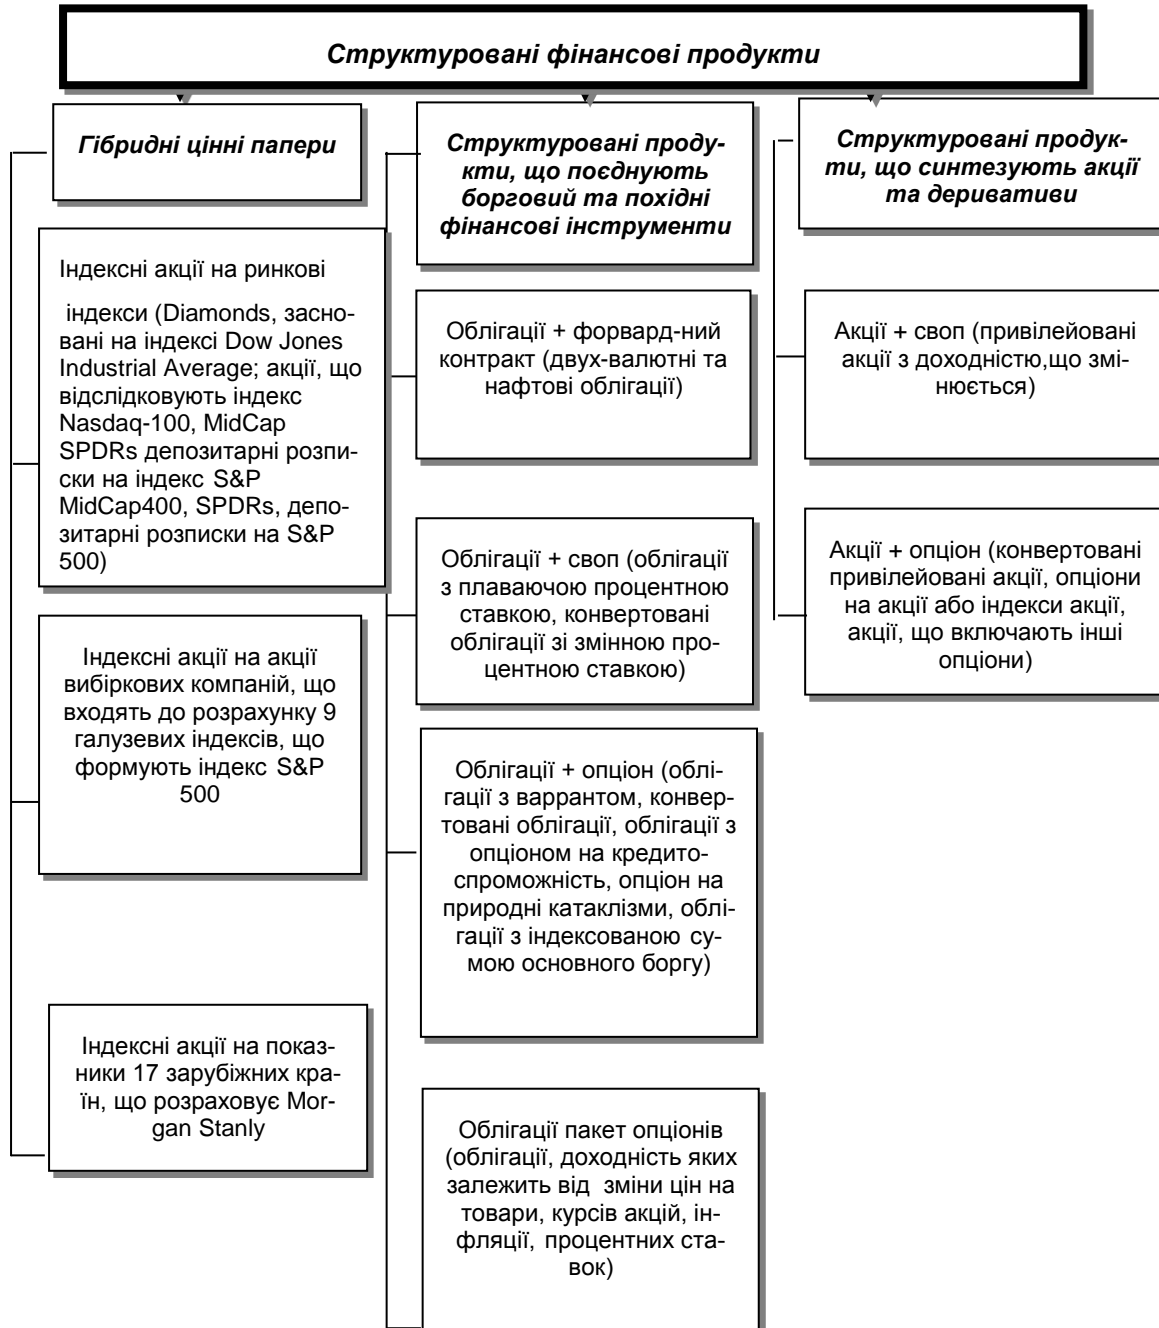 Структуровані фінансові продукти
Гібридні цінні папери
Індексні акції на ринкові
індекси (Diamonds, засно-
вані на індексі Dow Jones
Industrial Average; акції, що
відслідковують індекс
Nasdaq-100, MidCap
SPDRs депозитарні розпи-
ски на індекс S&P
MidCap400, SPDRs, депо-
зитарні розписки на S&P
500)
Індексні акції на акції
вибіркових компаній, що
входять до розрахунку 9
галузевих індексів, що
формують індекс S&P
500
Індексні акції на показ-
ники 17 зарубіжних кра-
їн, що розраховує Mor-
gan Stanly
Структуровані проду-
кти, що поєднують
борговий та похідні
фінансові інструменти
Облігації + форвард-ний
контракт (двух-валютні та
нафтові облігації)
Облігації + своп (облігації
з плаваючою процентною
ставкою, конвертовані
облігації зі змінною про-
центною ставкою)
Облігації + опціон (облі-
гації з варрантом, конвер-
товані облігації, облігації з
опціоном на кредито-
спроможність, опціон на
природні катаклізми, облі-
гації з індексованою су-
мою основного боргу)
Облігації пакет опціонів
(облігації, доходність яких
залежить від зміни цін на
товари, курсів акцій, ін-
фляції, процентних ста-
вок)
Структуровані продук-
ти, що синтезують акції
та деривативи
Акції + своп (привілейовані
акції з доходністю,що змі-
нюється)
Акції + опціон (конвертовані
привілейовані акції, опціони
на акції або індекси акції,
акції, що включають інші
опціони)